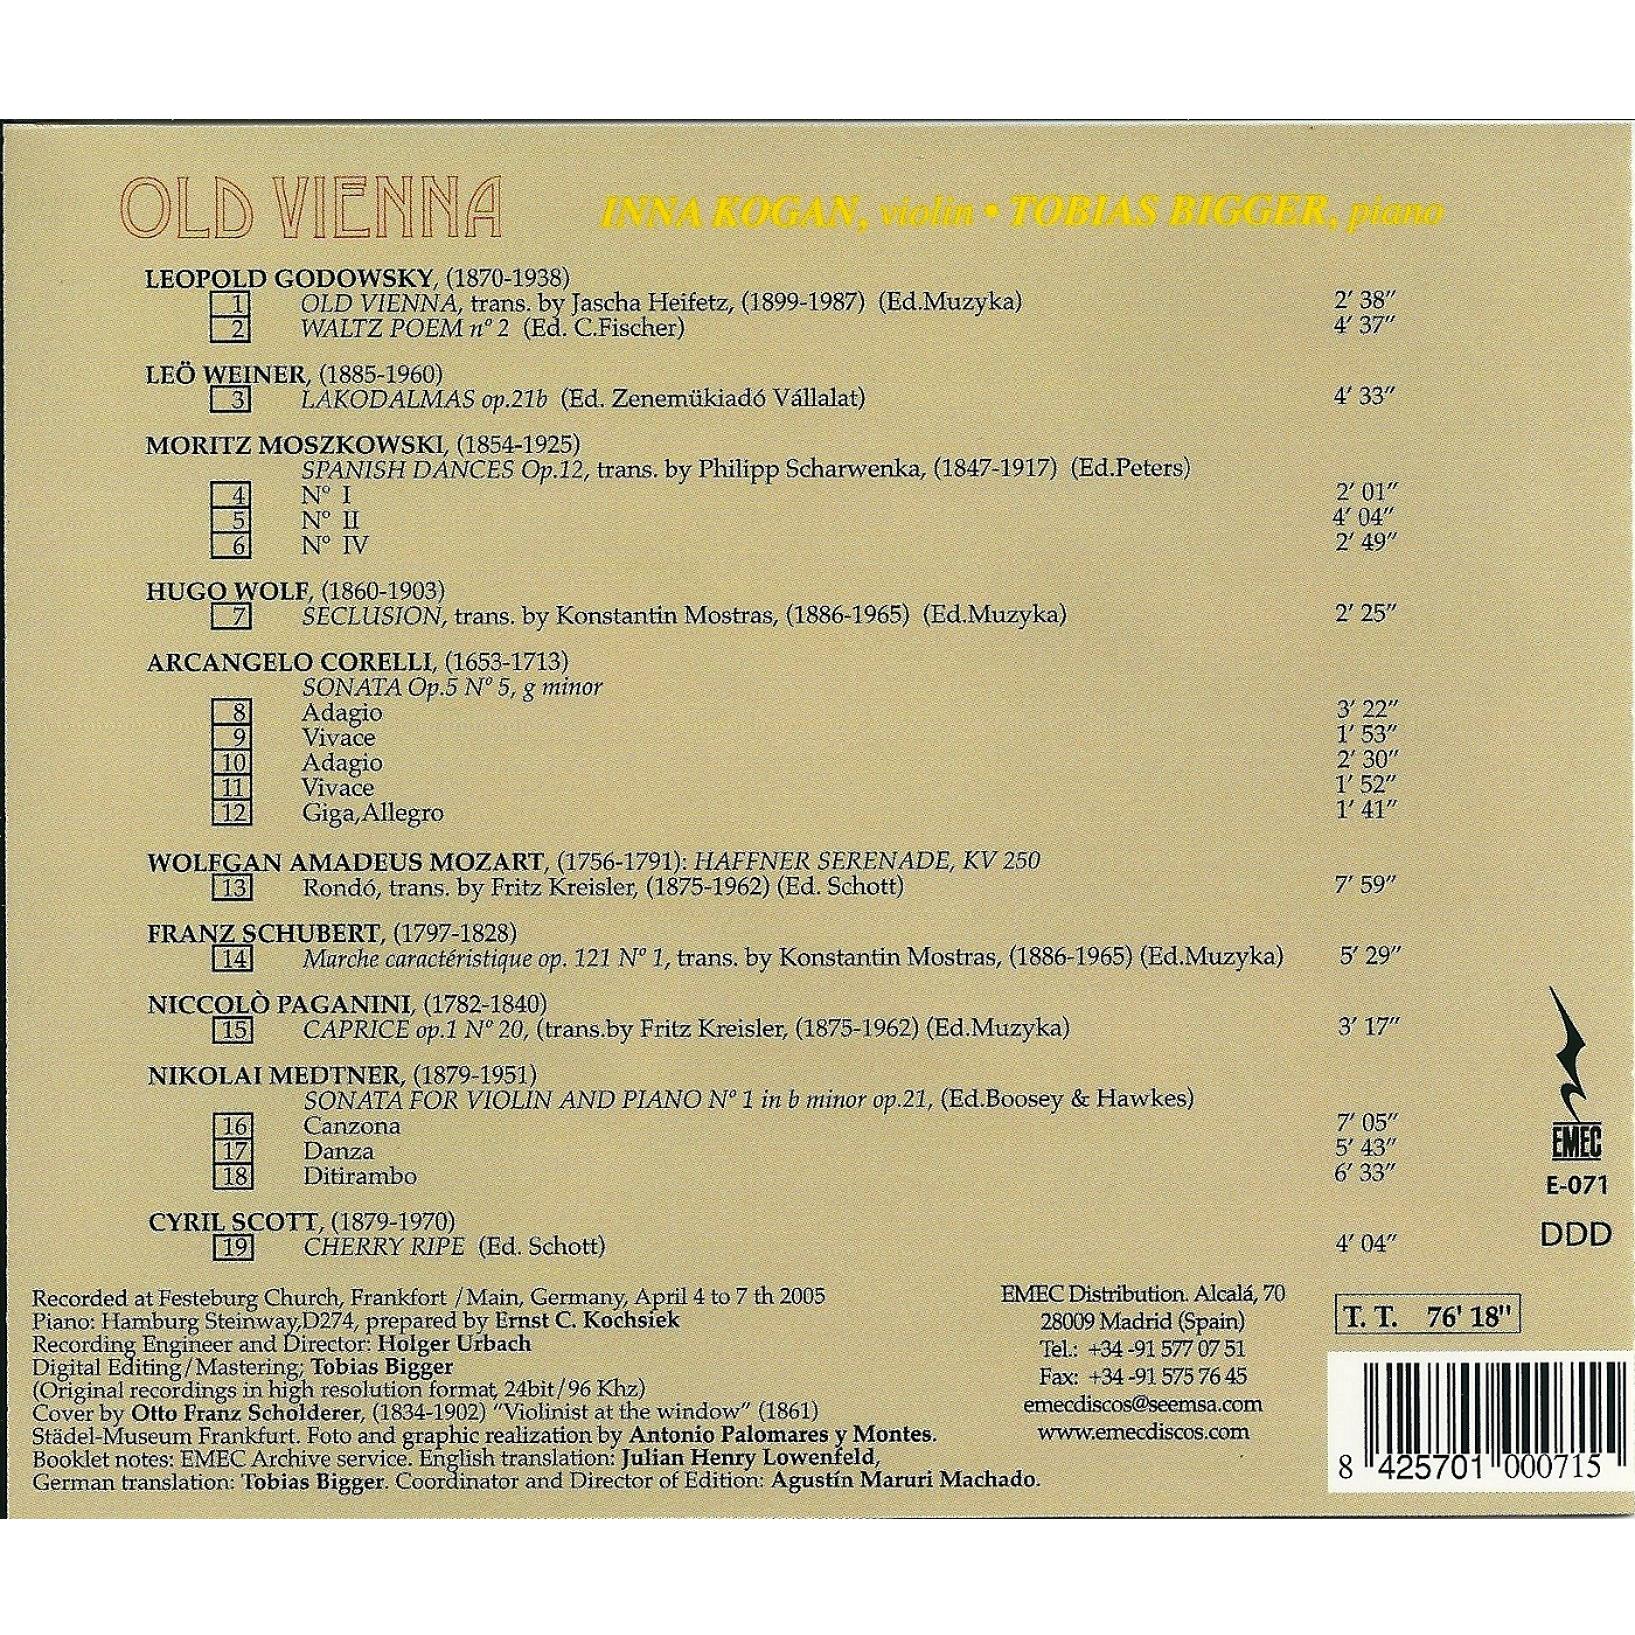 OLD VIENNA
INNA KOGAN, violin • TOBIAS BIGGER, piano
LEOPOLD GODOWSKY, (1870-1938)
1 OLD VIENNA, trans. by Jascha Heifetz, (1899-1987) (Ed.Muzyka) 2' 38"
2 WALTZ POEM nº 2 (Ed. C.Fischer) 4' 37"
LEÖ WEINER, (1885-1960)
3 LAKODALMAS op.21b (Ed. Zenemükiadó Vállalat) 4' 33"
MORITZ MOSZKOWSKI, (1854-1925)
SPANISH DANCES Op.12, trans. by Philipp Scharwenka, (1847-1917) (Ed.Peters)
4 Nº I 2' 01"
5 Nº II 4' 04"
6 Nº IV 2' 49"
HUGO WOLF, (1860-1903)
7 SECLUSION, trans. by Konstantin Mostras, (1886-1965) (Ed.Muzyka) 2' 25"
ARCANGELO CORELLI, (1653-1713)
SONATA Op.5 Nº 5, g minor
8 Adagio 3' 22"
9 Vivace 1' 53"
10 Adagio 2' 30"
11 Vivace 1' 52"
12 Giga,Allegro 1' 41"
WOLFGAN AMADEUS MOZART, (1756-1791): HAFFNER SERENADE, KV 250
13 Rondó, trans. by Fritz Kreisler, (1875-1962) (Ed. Schott) 7' 59"
FRANZ SCHUBERT, (1797-1828)
14 Marche caractéristique op. 121 Nº 1, trans. by Konstantin Mostras, (1886-1965) (Ed.Muzyka) 5' 29"
NICCOLÒ PAGANINI, (1782-1840)
15 CAPRICE op.1 Nº 20, (trans.by Fritz Kreisler, (1875-1962) (Ed.Muzyka) 3' 17"
NIKOLAI MEDTNER, (1879-1951)
SONATA FOR VIOLIN AND PIANO Nº 1 in b minor op.21, (Ed.Boosey & Hawkes)
16 Canzona 7' 05"
17 Danza 5' 43"
18 Ditirambo 6' 33"
CYRIL SCOTT, (1879-1970)
19 CHERRY RIPE (Ed. Schott) 4' 04"
EMEC
E-071
DDD
Recorded at Festeburg Church, Frankfort /Main, Germany, April 4 to 7 th 2005
Piano: Hamburg Steinway,D274, prepared by Ernst C. Kochsiek
Recording Engineer and Director: Holger Urbach
Digital Editing/Mastering; Tobias Bigger
(Original recordings in high resolution format, 24bit/96 Khz)
Cover by Otto Franz Scholderer, (1834-1902) "Violinist at the window" (1861)
Städel-Museum Frankfurt. Foto and graphic realization by Antonio Palomares y Montes.
Booklet notes: EMEC Archive service. English translation: Julian Henry Lowenfeld,
German translation: Tobias Bigger. Coordinator and Director of Edition: Agustín Maruri Machado.
EMEC Distribution. Alcalá, 70
28009 Madrid (Spain)
Tel.: +34 -91 577 07 51
Fax: +34 -91 575 76 45
emecdiscos@seemsa.com
www.emecdiscos.com
T. T. 76' 18"
8 425701 000715